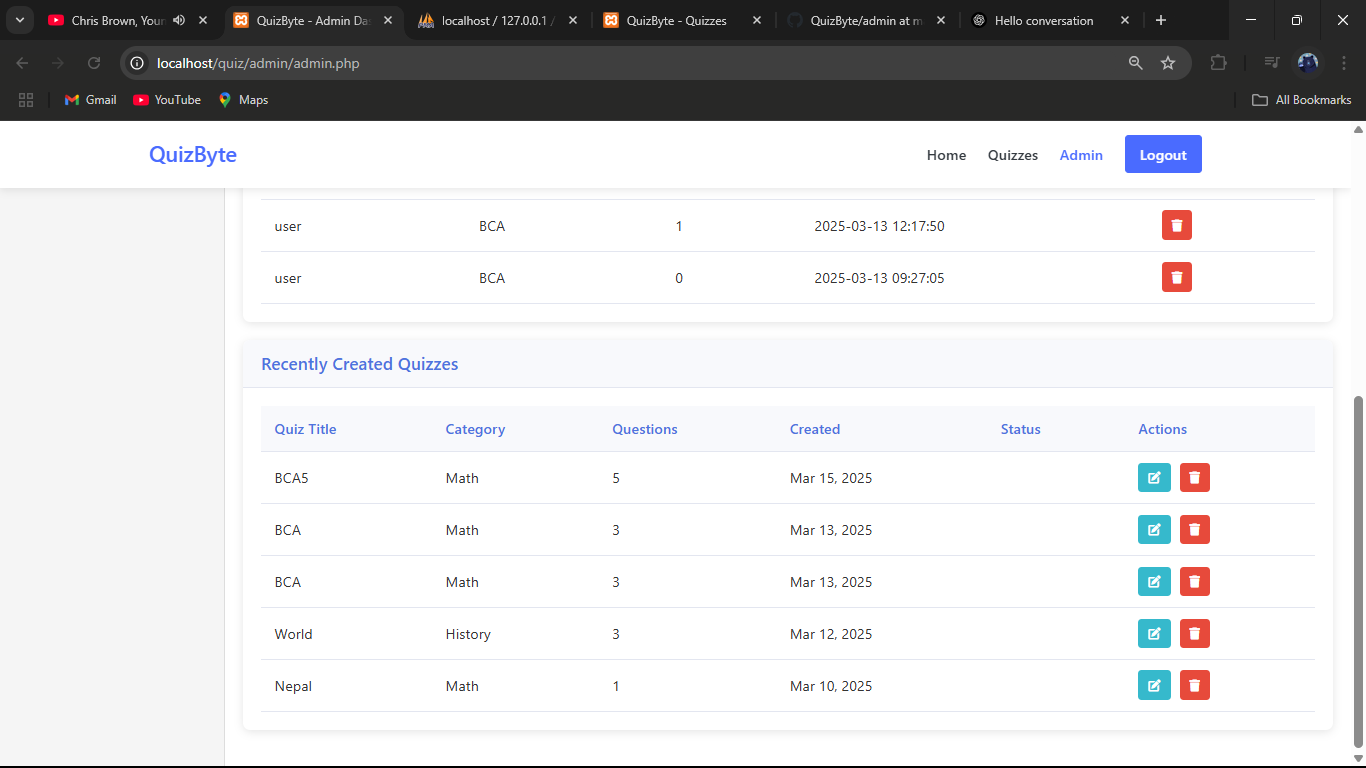 Chris Brown, Youn
QuizByte - Admin Das
localhost / 127.0.0.1 /
QuizByte - Quizzes
QuizByte/admin at m
Hello conversation
localhost/quiz/admin/admin.php
Gmail YouTube Maps All Bookmarks
QuizByte Home Quizzes Admin Logout
user BCA 1 2025-03-13 12:17:50
user BCA 0 2025-03-13 09:27:05
Recently Created Quizzes
Quiz Title Category Questions Created Status Actions
BCA5 Math 5 Mar 15, 2025
BCA Math 3 Mar 13, 2025
BCA Math 3 Mar 13, 2025
World History 3 Mar 12, 2025
Nepal Math 1 Mar 10, 2025